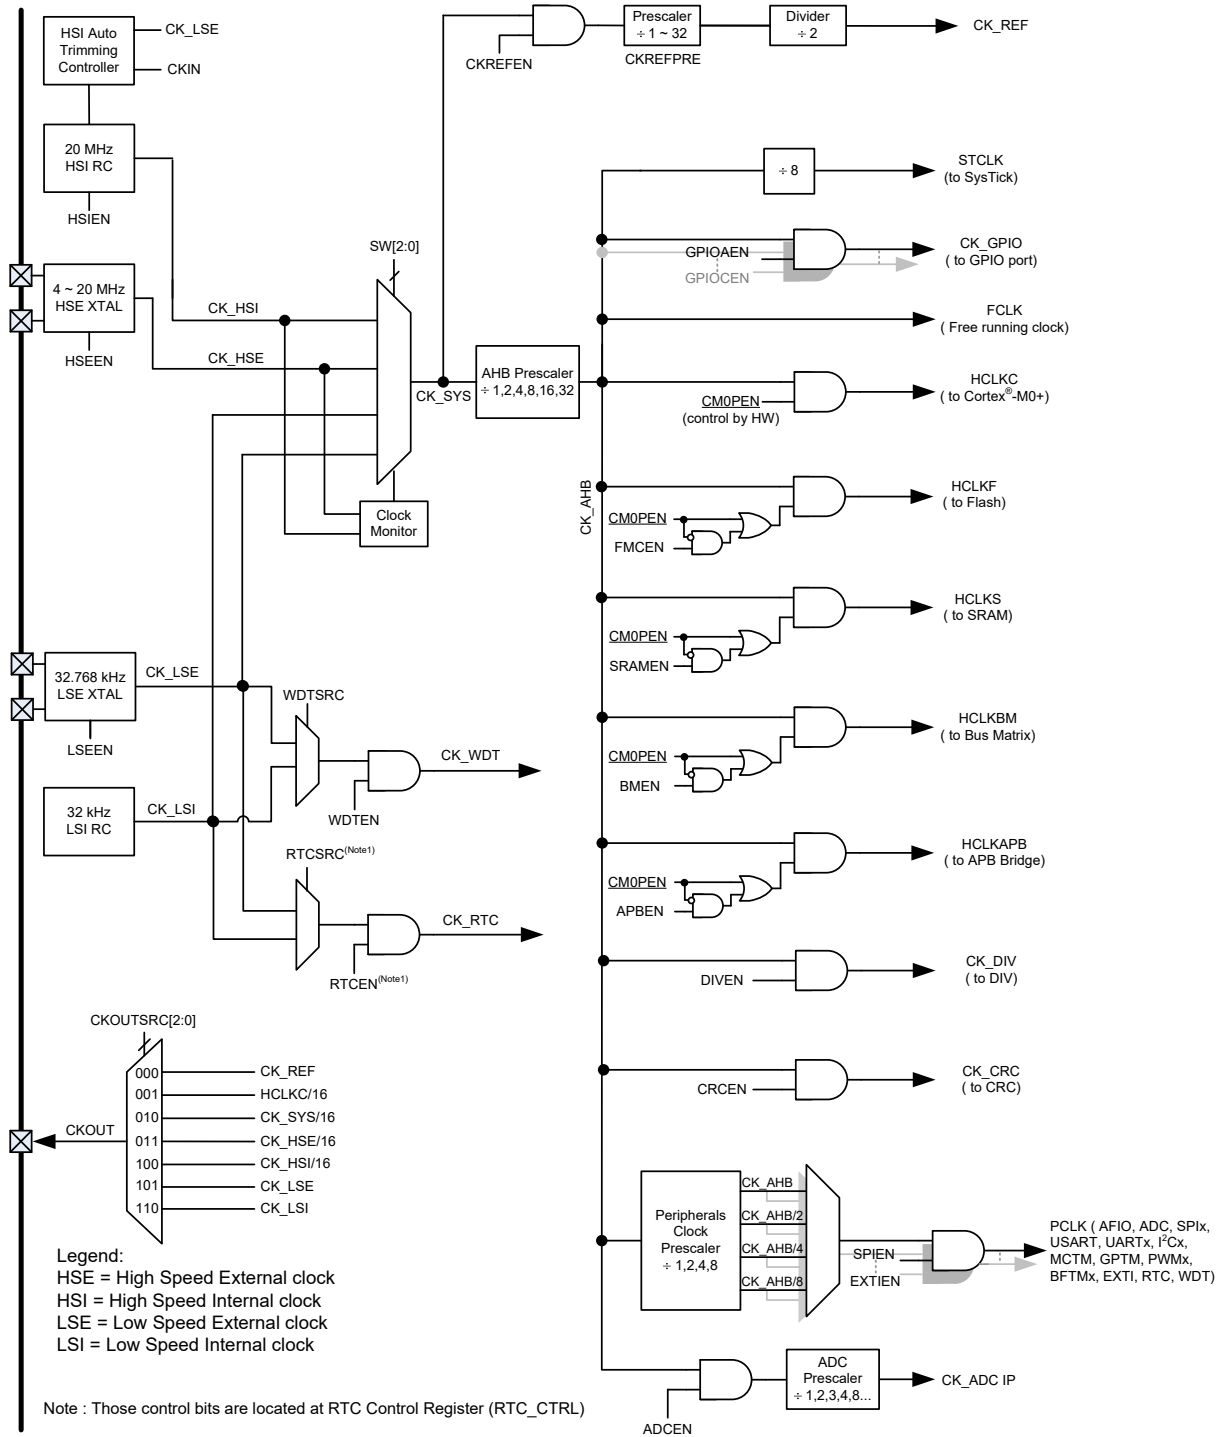 HSI Auto
Trimming
Controller
CK_LSE
CKIN
20 MHz
HSI RC
HSIEN
4 ~ 20 MHz
HSE XTAL
HSEEN
CK_HSI
CK_HSE
SW[2:0]
CK_SYS
Clock
Monitor
CKREFEN
Prescaler
÷ 1 ~ 32
CKREFPRE
Divider
÷ 2
CK_REF
AHB Prescaler
÷ 1,2,4,8,16,32
CK_AHB
÷ 8
STCLK
(to SysTick)
GPIOAEN
GPIOCEN
CK_GPIO
( to GPIO port)
FCLK
( Free running clock)
CM0PEN
(control by HW)
HCLKC
( to Cortex®-M0+)
CM0PEN
FMCEN
HCLKF
( to Flash)
CM0PEN
SRAMEN
HCLKS
( to SRAM)
CM0PEN
BMEN
HCLKBM
( to Bus Matrix)
CM0PEN
APBEN
HCLKAPB
( to APB Bridge)
DIVEN
CK_DIV
( to DIV)
CRCEN
CK_CRC
( to CRC)
Peripherals
Clock
Prescaler
÷ 1,2,4,8
CK_AHB
CK_AHB/2
CK_AHB/4
CK_AHB/8
SPIEN
EXTIEN
PCLK ( AFIO, ADC, SPIx,
USART, UARTx, I²Cx,
MCTM, GPTM, PWMx,
BFTMx, EXTI, RTC, WDT)
ADCEN
ADC
Prescaler
÷ 1,2,3,4,8...
CK_ADC IP
32.768 kHz
LSE XTAL
LSEEN
CK_LSE
32 kHz
LSI RC
CK_LSI
WDTSRC
WDTEN
CK_WDT
RTCSRC(Note1)
RTCEN(Note1)
CK_RTC
CKOUTSRC[2:0]
CKOUT
000 CK_REF
001 HCLKC/16
010 CK_SYS/16
011 CK_HSE/16
100 CK_HSI/16
101 CK_LSE
110 CK_LSI
Legend:
HSE = High Speed External clock
HSI = High Speed Internal clock
LSE = Low Speed External clock
LSI = Low Speed Internal clock
Note : Those control bits are located at RTC Control Register (RTC_CTRL)